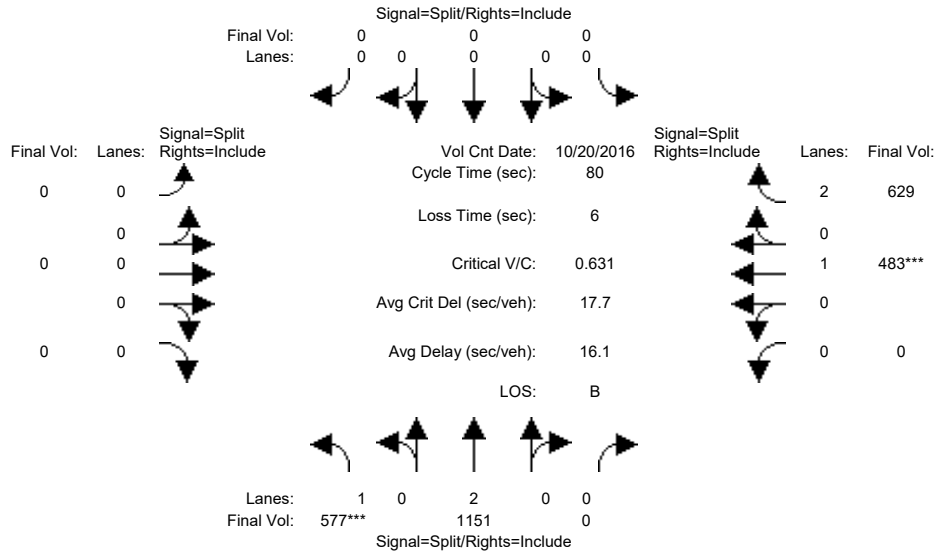 Signal=Split/Rights=Include
Final Vol: 0 0 0
Lanes: 0 0 0 0 0
Signal=Split
Final Vol: Lanes: Rights=Include
Vol Cnt Date: 10/20/2016
Signal=Split
Rights=Include Lanes: Final Vol:
Cycle Time (sec): 80
0 0
2 629
Loss Time (sec): 6
0
0
0 0
Critical V/C: 0.631
1 483***
0
Avg Crit Del (sec/veh): 17.7
0
0 0
Avg Delay (sec/veh): 16.1
0 0
LOS: B
Lanes: 1 0 2 0 0
Final Vol: 577*** 1151 0
Signal=Split/Rights=Include